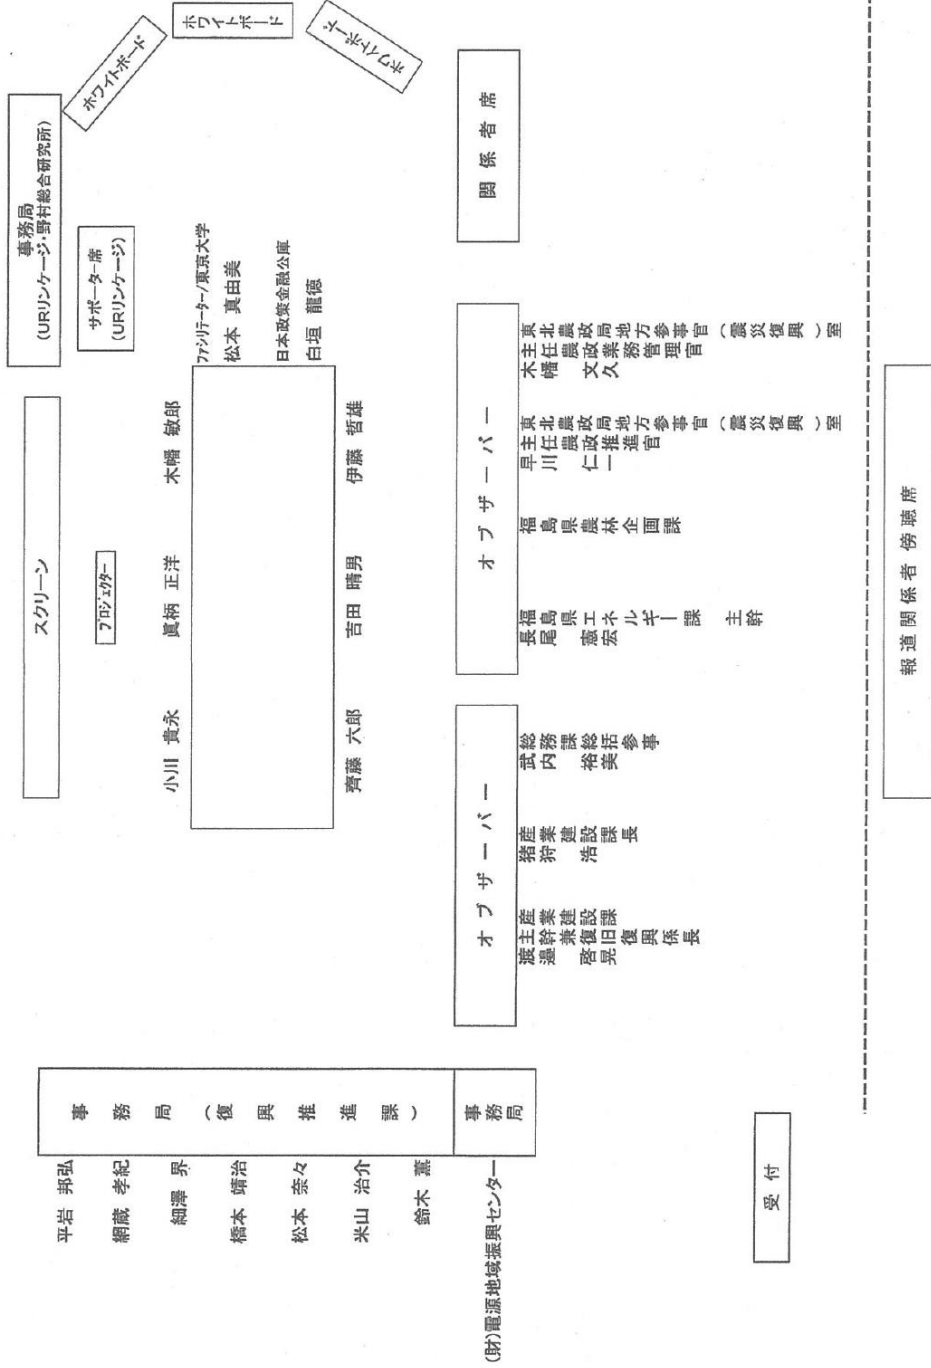 スクリーン
事務局
(URリンケージ・野村総合研究所)
ホワイトボード
ホワイトボード
ホワイトボード
プロジェクター
サポーター席
(URリンケージ)
小川 貴永
眞柄 正洋
木幡 敏郎
ファシリテーター/東京大学
松本 真由美
日本政策金融公庫
白垣 龍徳
齊藤 六郎
吉田 晴男
伊藤 哲雄
平岩 邦弘
網蔵 孝紀
細澤 界
橋本 靖治
松本 奈々
米山 治介
鈴木 薫
事務局(復興推進課)
(財)電源地域振興センター
事務局
オブザーバー
産業建設課
主幹兼復旧復興係長
渡邊 啓晃
産業建設課長
猪狩 浩
総務課総括参事
武内 裕美
オブザーバー
福島県エネルギー課 主幹
長尾 憲宏
福島県農林企画課
東北農政局地方参事官(震災復興)室
主任農政推進官
早川 仁一
東北農政局地方参事官(震災復興)室
主任農政業務管理官
木幡 文久
関係者席
受付
報道関係者 傍聴席